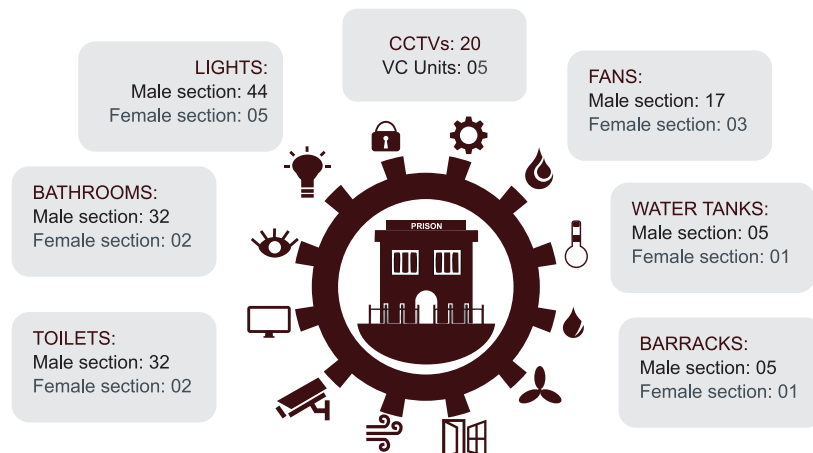 CCTVs: 20
VC Units: 05
LIGHTS:
Male section: 44
Female section: 05
FANS:
Male section: 17
Female section: 03
BATHROOMS:
Male section: 32
Female section: 02
WATER TANKS:
Male section: 05
Female section: 01
PRISON
TOILETS:
Male section: 32
Female section: 02
BARRACKS:
Male section: 05
Female section: 01